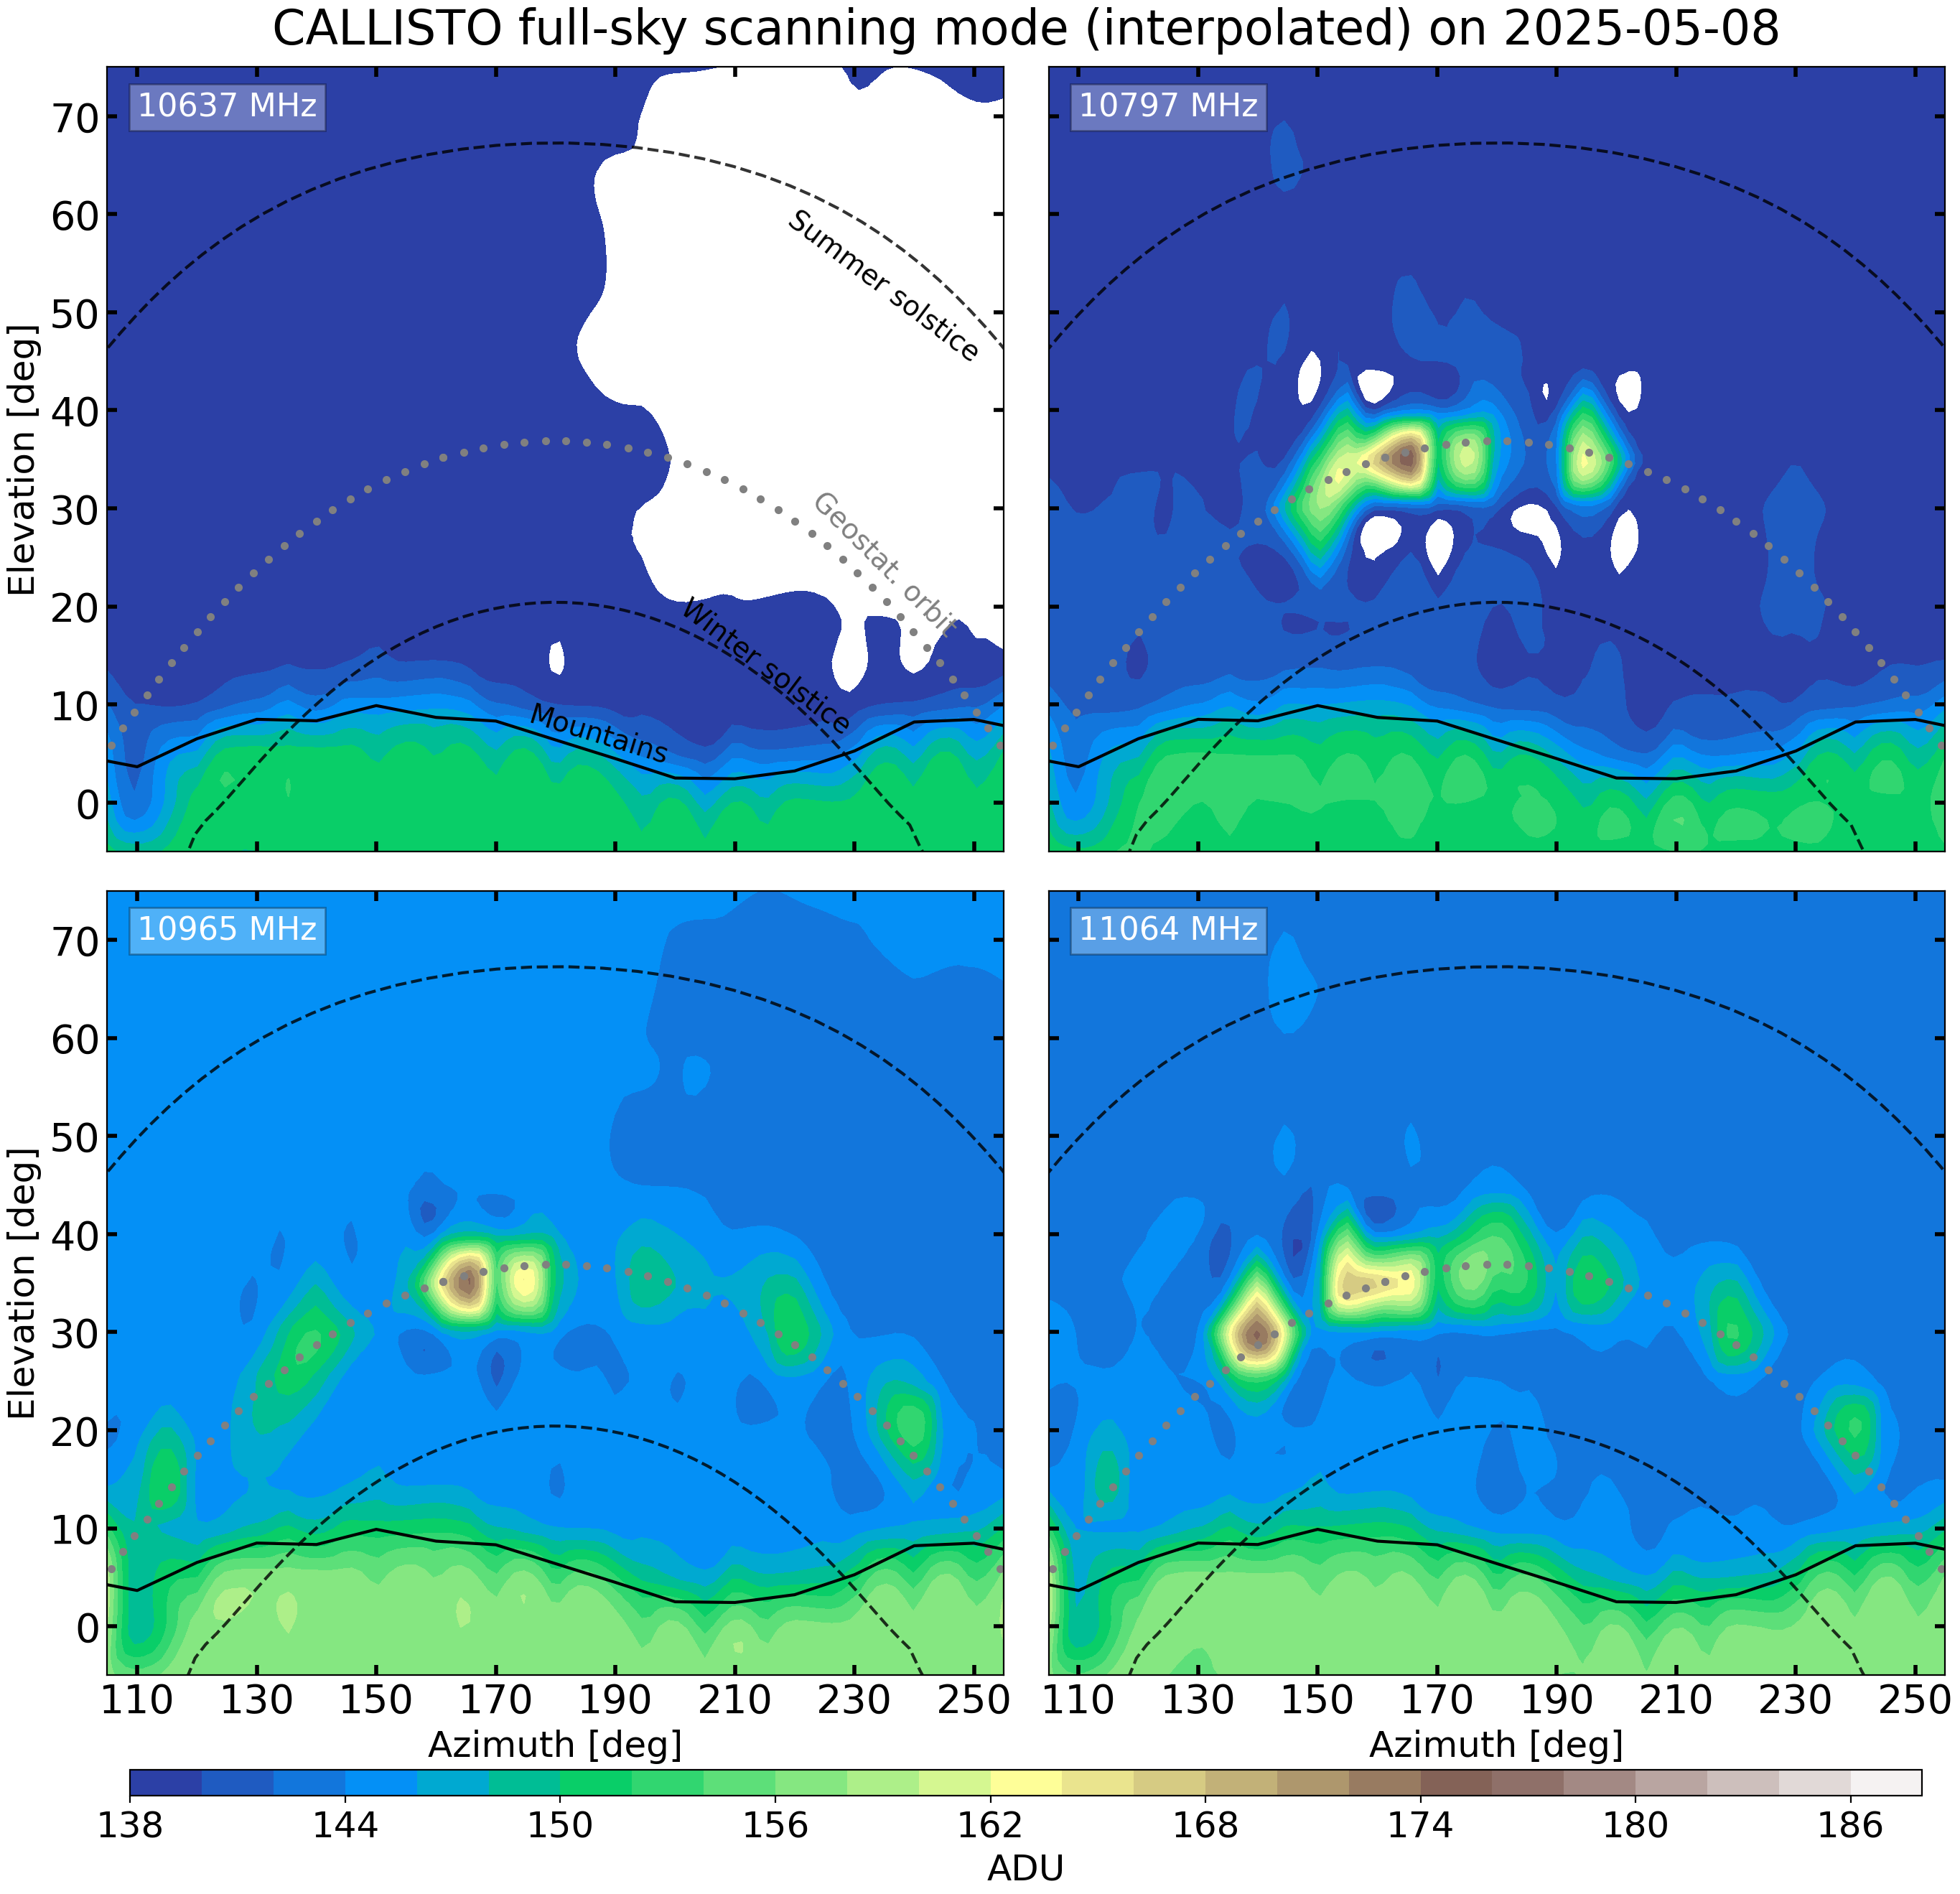 CALLISTO full-sky scanning mode (interpolated) on 2025-05-08
10637 MHz
10797 MHz
70
60
50
40
30
20
10
0
Elevation [deg]
Summer solstice
Geostat. orbit
Winter solstice
Mountains
10965 MHz
11064 MHz
70
60
50
40
30
20
10
0
Elevation [deg]
110 130 150 170 190 210 230 250
110 130 150 170 190 210 230 250
Azimuth [deg]
Azimuth [deg]
138 144 150 156 162 168 174 180 186
ADU